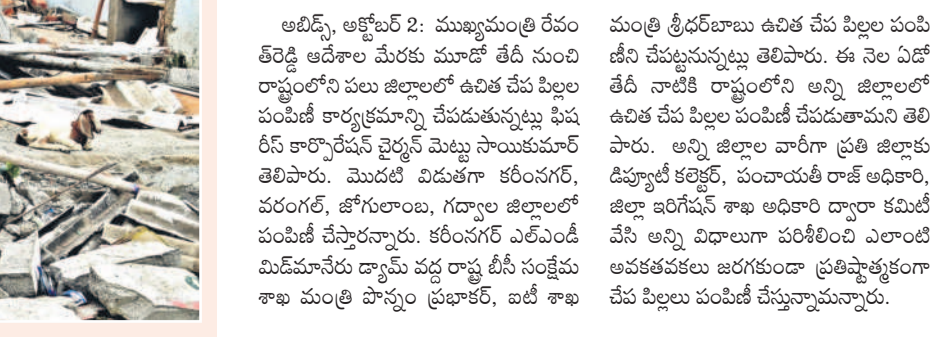 అబిడ్స్, అక్టోబర్ 2: ముఖ్యమంత్రి రేవం
త్‌రెడ్డి ఆదేశాల మేరకు మూడో తేదీ నుంచి
రాష్ట్రంలోని పలు జిల్లాలలో ఉచిత చేప పిల్లల
పంపిణీ కార్యక్రమాన్ని చేపడుతున్నట్లు ఫిష
రీస్ కార్పొరేషన్ చైర్మన్ మెట్టు సాయికుమార్
తెలిపారు. మొదటి విడుతగా కరీంనగర్,
వరంగల్, జోగులాంబ, గద్వాల జిల్లాలలో
పంపిణీ చేస్తారన్నారు. కరీంనగర్ ఎల్ఎండీ
మిడ్‌మానేరు డ్యామ్ వద్ద రాష్ట్ర బీసీ సంక్షేమ
శాఖ మంత్రి పొన్నం ప్రభాకర్, ఐటీ శాఖ
మంత్రి శ్రీధర్‌బాబు ఉచిత చేప పిల్లల పంపి
ణీని చేపట్టనున్నట్లు తెలిపారు. ఈ నెల ఏడో
తేదీ నాటికి రాష్ట్రంలోని అన్ని జిల్లాలలో
ఉచిత చేప పిల్లల పంపిణీ చేపడుతామని తెలి
పారు. అన్ని జిల్లాల వారీగా ప్రతి జిల్లాకు
డిప్యూటీ కలెక్టర్, పంచాయతీ రాజ్ అధికారి,
జిల్లా ఇరిగేషన్ శాఖ అధికారి ద్వారా కమిటీ
వేసి అన్ని విధాలుగా పరిశీలించి ఎలాంటి
అవకతవకలు జరగకుండా ప్రతిష్టాత్మకంగా
చేప పిల్లలు పంపిణీ చేస్తున్నామన్నారు.